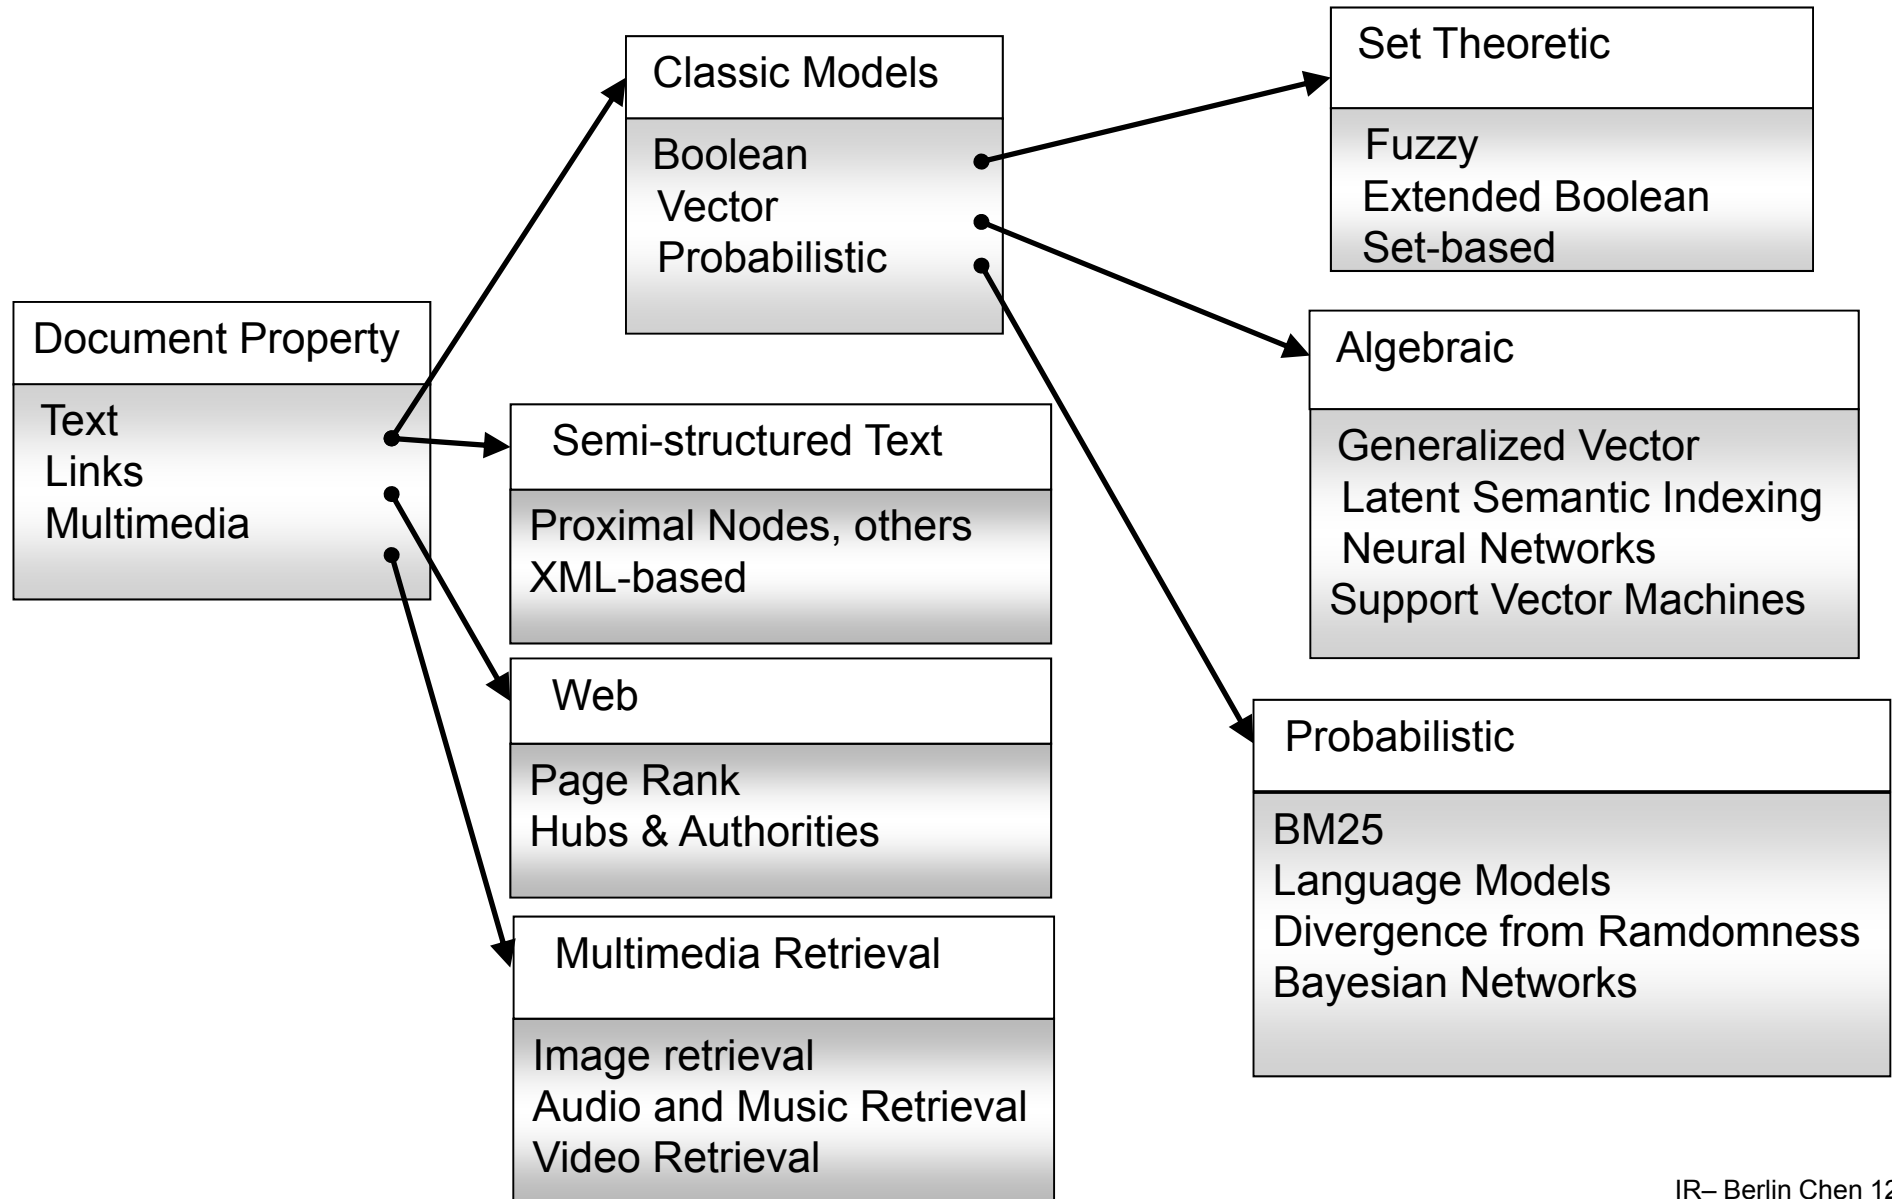 Document Property
Text
Links
Multimedia
Classic Models
Boolean
Vector
Probabilistic
Semi-structured Text
Proximal Nodes, others
XML-based
Web
Page Rank
Hubs & Authorities
Multimedia Retrieval
Image retrieval
Audio and Music Retrieval
Video Retrieval
Set Theoretic
Fuzzy
Extended Boolean
Set-based
Algebraic
Generalized Vector
Latent Semantic Indexing
Neural Networks
Support Vector Machines
Probabilistic
BM25
Language Models
Divergence from Ramdomness
Bayesian Networks
IR– Berlin Chen 12